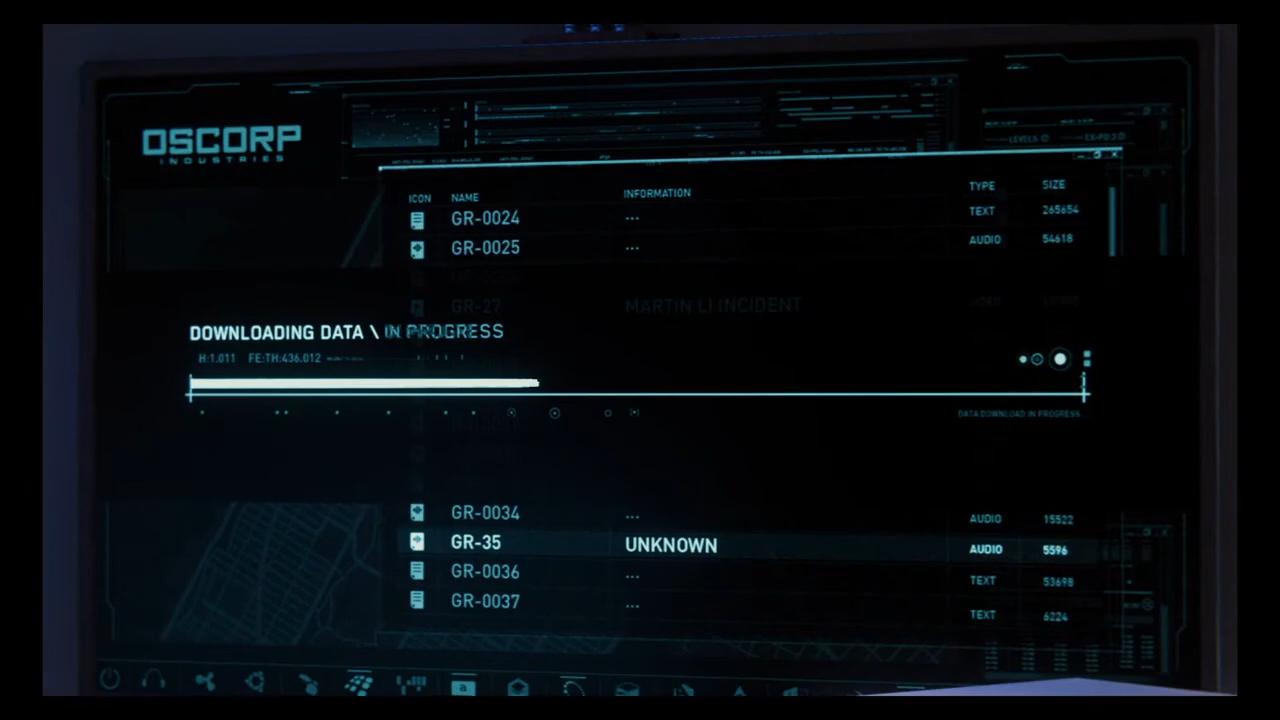 OSCORP
INDUSTRIES
LEVELS
ICON NAME INFORMATION TYPE SIZE
GR-0024 ... TEXT 265654
GR-0025 ... AUDIO 54618
GR-27 MARTIN LI INCIDENT
DOWNLOADING DATA \ IN PROGRESS
H:1.011 FE:TH:436.012
DATA DOWNLOAD IN PROGRESS
GR-0034 ... AUDIO 15522
GR-35 UNKNOWN AUDIO 5596
GR-0036 ... TEXT 53698
GR-0037 ... TEXT 6224
a